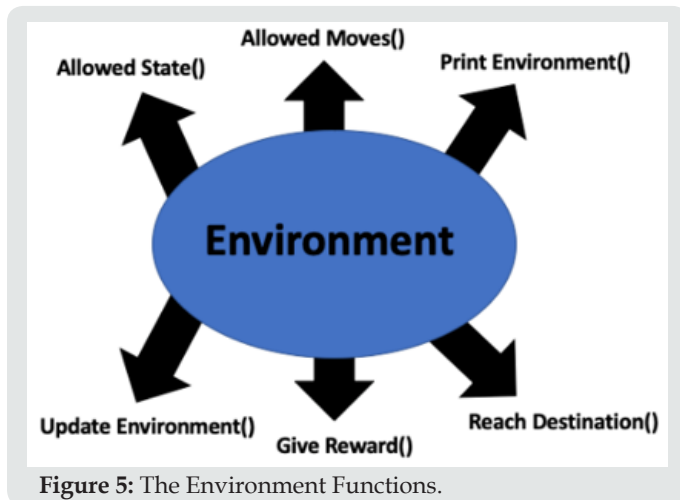 Allowed Moves()
Allowed State()
Print Environment()
Environment
Update Environment()
Give Reward()
Reach Destination()
Figure 5: The Environment Functions.